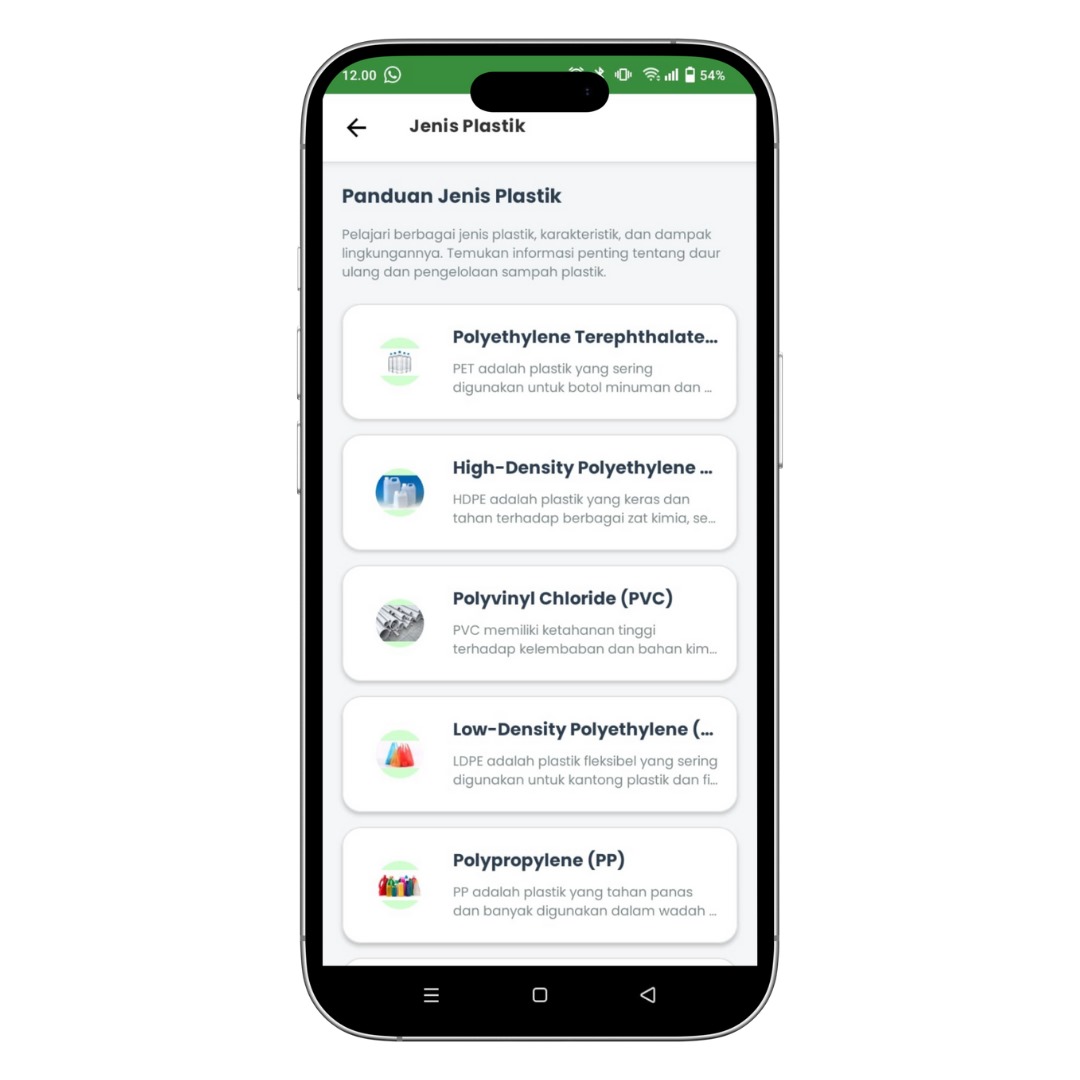 12.00 54%
Jenis Plastik
Panduan Jenis Plastik
Pelajari berbagai jenis plastik, karakteristik, dan dampak
lingkungannya. Temukan informasi penting tentang daur
ulang dan pengelolaan sampah plastik.
Polyethylene Terephthalate...
PET adalah plastik yang sering
digunakan untuk botol minuman dan ...
High-Density Polyethylene ...
HDPE adalah plastik yang keras dan
tahan terhadap berbagai zat kimia, se...
Polyvinyl Chloride (PVC)
PVC memiliki ketahanan tinggi
terhadap kelembaban dan bahan kim...
Low-Density Polyethylene (...
LDPE adalah plastik fleksibel yang sering
digunakan untuk kantong plastik dan fi...
Polypropylene (PP)
PP adalah plastik yang tahan panas
dan banyak digunakan dalam wadah ...